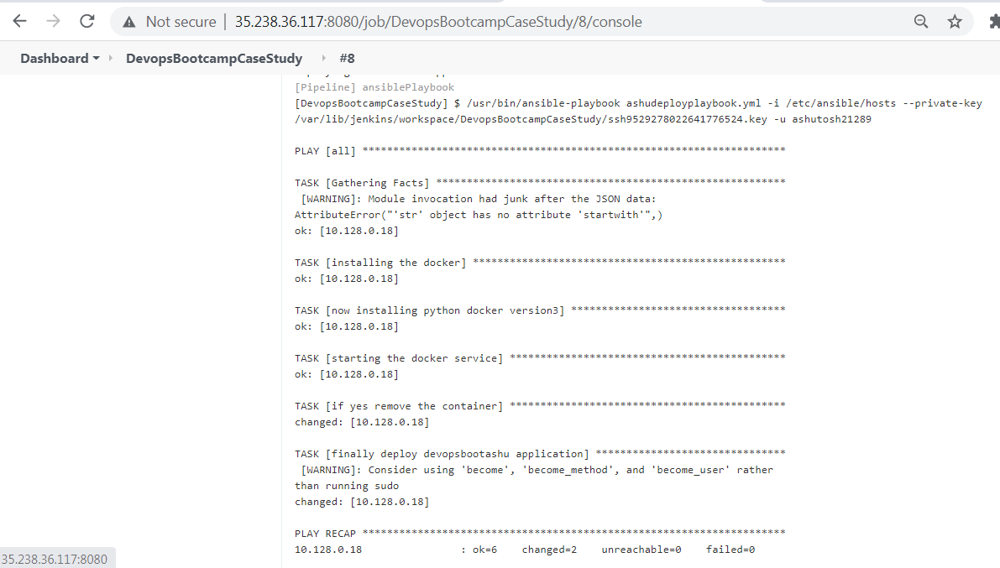 Not secure | 35.238.36.117:8080/job/DevopsBootcampCaseStudy/8/console
Dashboard DevopsBootcampCaseStudy #8
[Pipeline] ansiblePlaybook
[DevopsBootcampCaseStudy] $ /usr/bin/ansible-playbook ashudeployplaybook.yml -i /etc/ansible/hosts --private-key
/var/lib/jenkins/workspace/DevopsBootcampCaseStudy/ssh9529278022641776524.key -u ashutosh21289
PLAY [all] *********************************************************************
TASK [Gathering Facts] *********************************************************
[WARNING]: Module invocation had junk after the JSON data:
AttributeError("'str' object has no attribute 'startwith'",)
ok: [10.128.0.18]
TASK [installing the docker] ***************************************************
ok: [10.128.0.18]
TASK [now installing python docker version3] ***********************************
ok: [10.128.0.18]
TASK [starting the docker service] *********************************************
ok: [10.128.0.18]
TASK [if yes remove the container] *********************************************
changed: [10.128.0.18]
TASK [finally deploy devopsbootashu application] *******************************
[WARNING]: Consider using 'become', 'become_method', and 'become_user' rather
than running sudo
changed: [10.128.0.18]
PLAY RECAP *********************************************************************
10.128.0.18 : ok=6 changed=2 unreachable=0 failed=0
35.238.36.117:8080